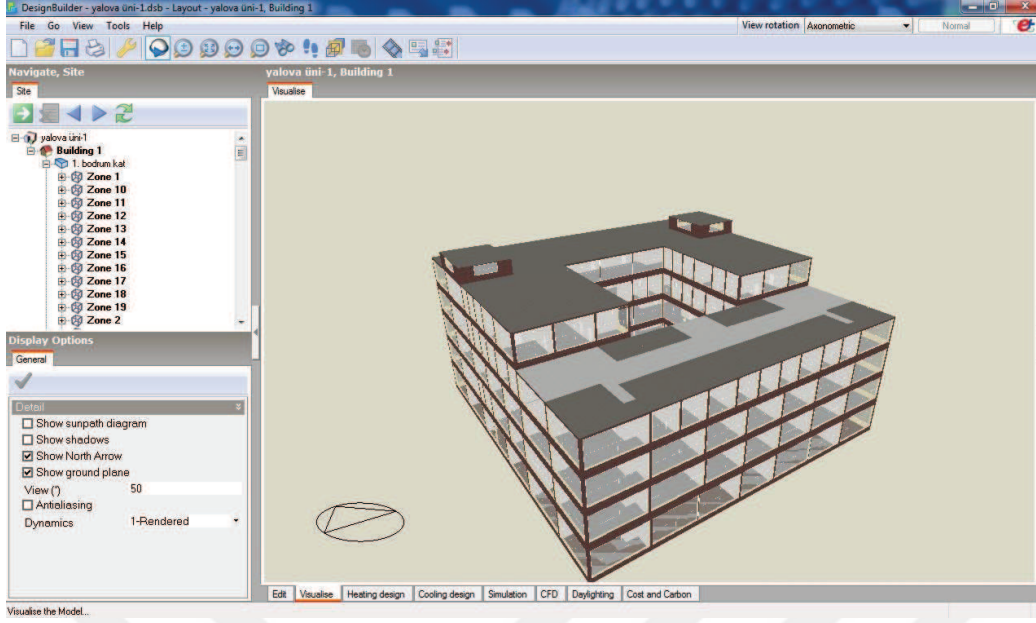 DesignBuilder - yalova üni-1.dsb - Layout - yalova üni-1, Building 1
File Go View Tools Help
View rotation Axonometric Normal
Navigate, Site
Site
yalova üni-1
Building 1
1. bodrum kat
Zone 1
Zone 10
Zone 11
Zone 12
Zone 13
Zone 14
Zone 15
Zone 16
Zone 17
Zone 18
Zone 19
Zone 2
Display Options
General
Detail
Show sunpath diagram
Show shadows
Show North Arrow
Show ground plane
View (°) 50
Antialiasing
Dynamics 1-Rendered
yalova üni-1, Building 1
Visualise
Edit Visualise Heating design Cooling design Simulation CFD Daylighting Cost and Carbon
Visualise the Model...